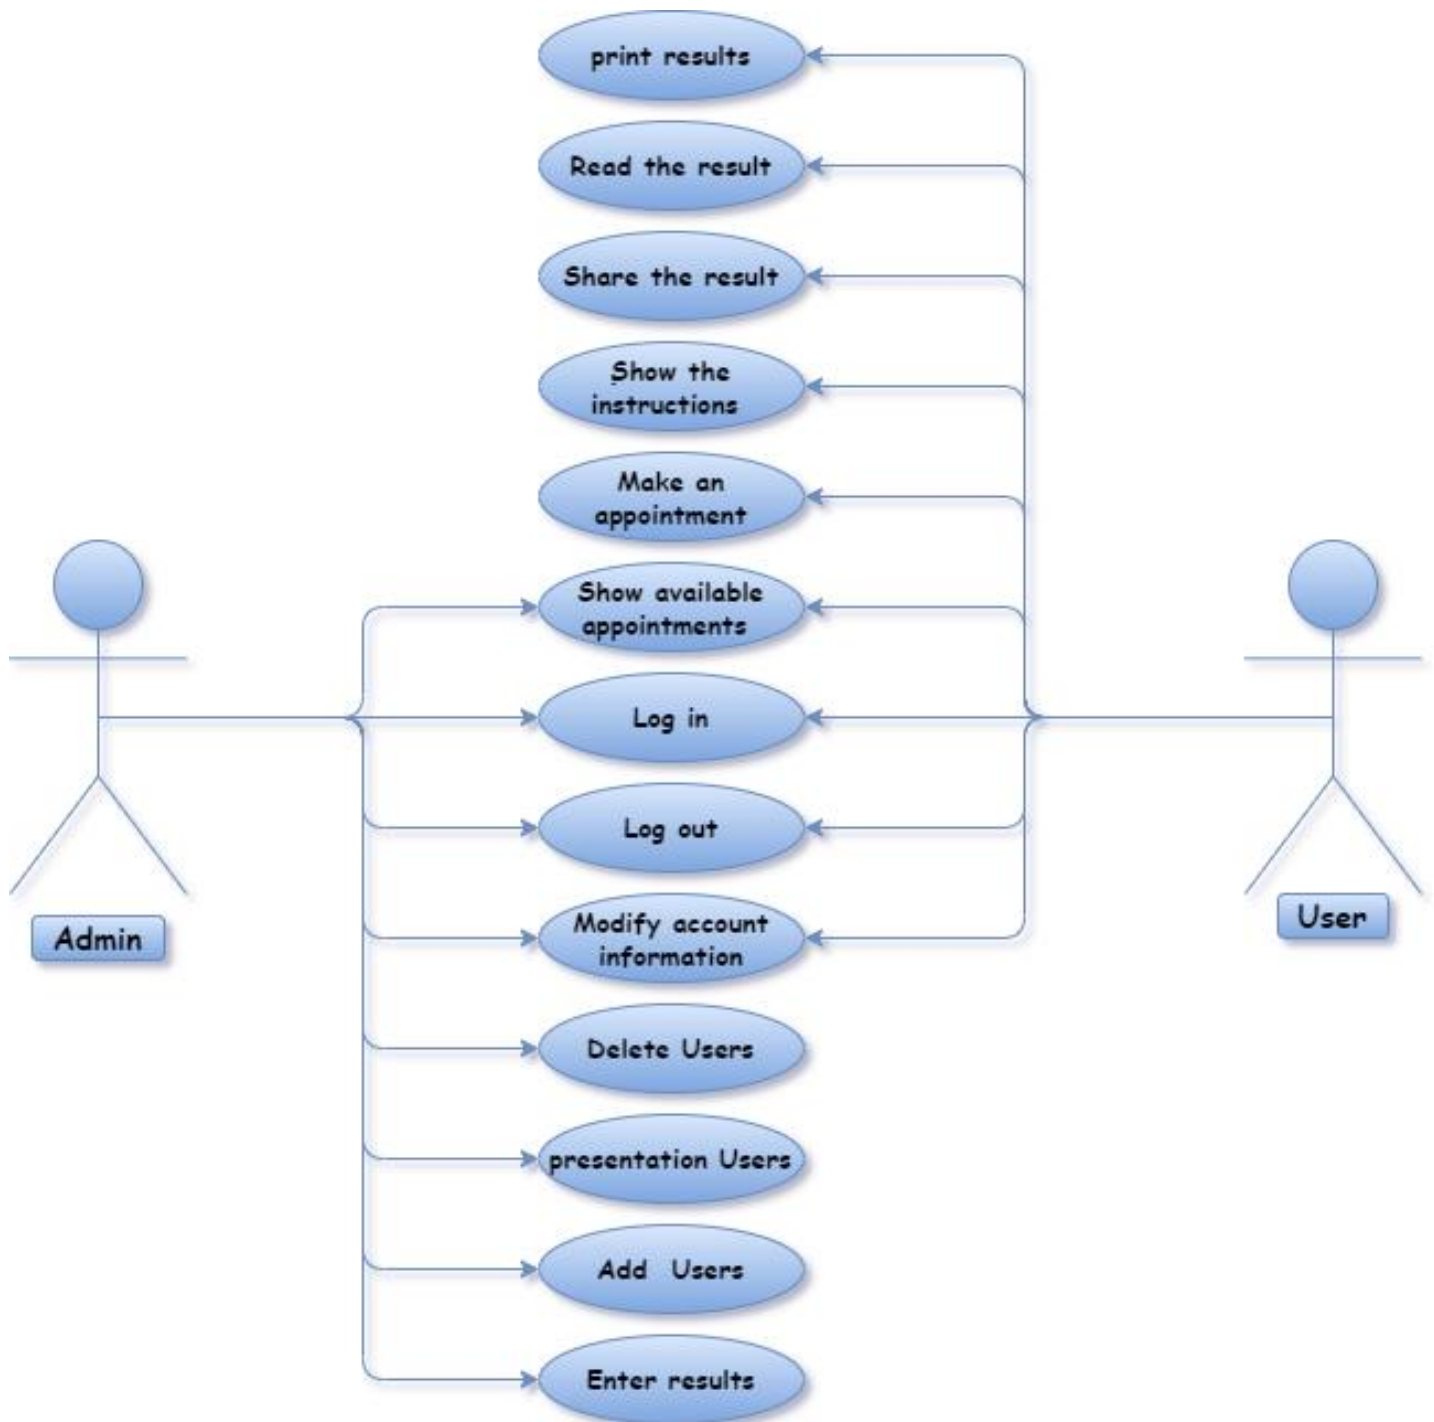 print results
Read the result
Share the result
Show the
instructions
Make an
appointment
Show available
appointments
Log in
Log out
Modify account
information
Delete Users
presentation Users
Add Users
Enter results
Admin
User